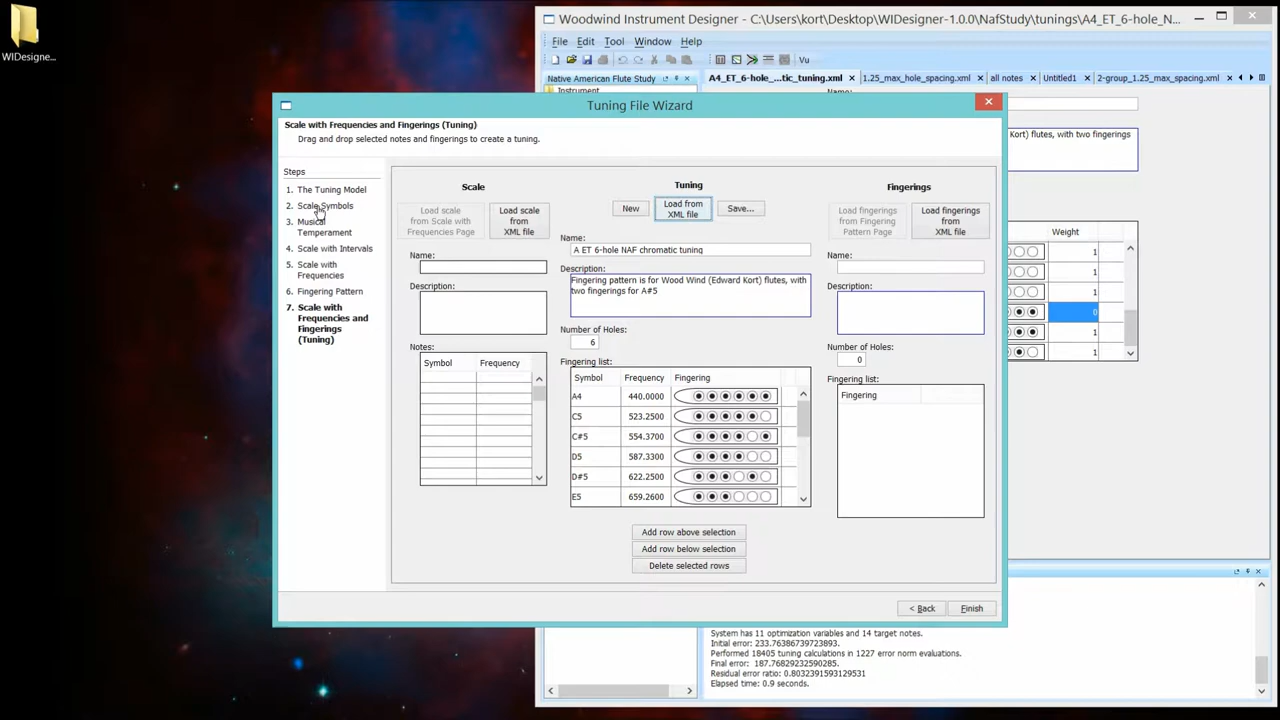 WIDesigne...
Woodwind Instrument Designer - C:\Users\kort\Desktop\WIDesigner-1.0.0\NafStudy\tunings\A4_ET_6-hole_N...
File Edit Tool Window Help
Vu
Native American Flute Study
Instrument
A4_ET_6-hole_...tic_tuning.xml
1.25_max_hole_spacing.xml
all notes
Untitled1
2-group_1.25_max_spacing.xml
Name:
Kort) flutes, with two fingerings
Weight
1
1
1
0
1
1
Tuning File Wizard
Scale with Frequencies and Fingerings (Tuning)
Drag and drop selected notes and fingerings to create a tuning.
Steps
1. The Tuning Model
2. Scale Symbols
3. Musical
Temperament
4. Scale with Intervals
5. Scale with
Frequencies
6. Fingering Pattern
7. Scale with
Frequencies and
Fingerings
(Tuning)
Scale
Load scale
from Scale with
Frequencies Page
Load scale
from
XML file
Name:
Description:
Notes:
Symbol Frequency
Tuning
New
Load from
XML file
Save...
Name:
A ET 6-hole NAF chromatic tuning
Description:
Fingering pattern is for Wood Wind (Edward Kort) flutes, with
two fingerings for A#5
Number of Holes:
6
Fingering list:
Symbol Frequency Fingering
A4 440.0000
C5 523.2500
C#5 554.3700
D5 587.3300
D#5 622.2500
E5 659.2600
Add row above selection
Add row below selection
Delete selected rows
Fingerings
Load fingerings
from Fingering
Pattern Page
Load fingerings
from
XML file
Name:
Description:
Number of Holes:
0
Fingering list:
Fingering
< Back
Finish
System has 11 optimization variables and 14 target notes.
Initial error: 233.76386739723893.
Performed 18405 tuning calculations in 1227 error norm evaluations.
Final error: 187.76829232590285.
Residual error ratio: 0.8032391593129531
Elapsed time: 0.9 seconds.